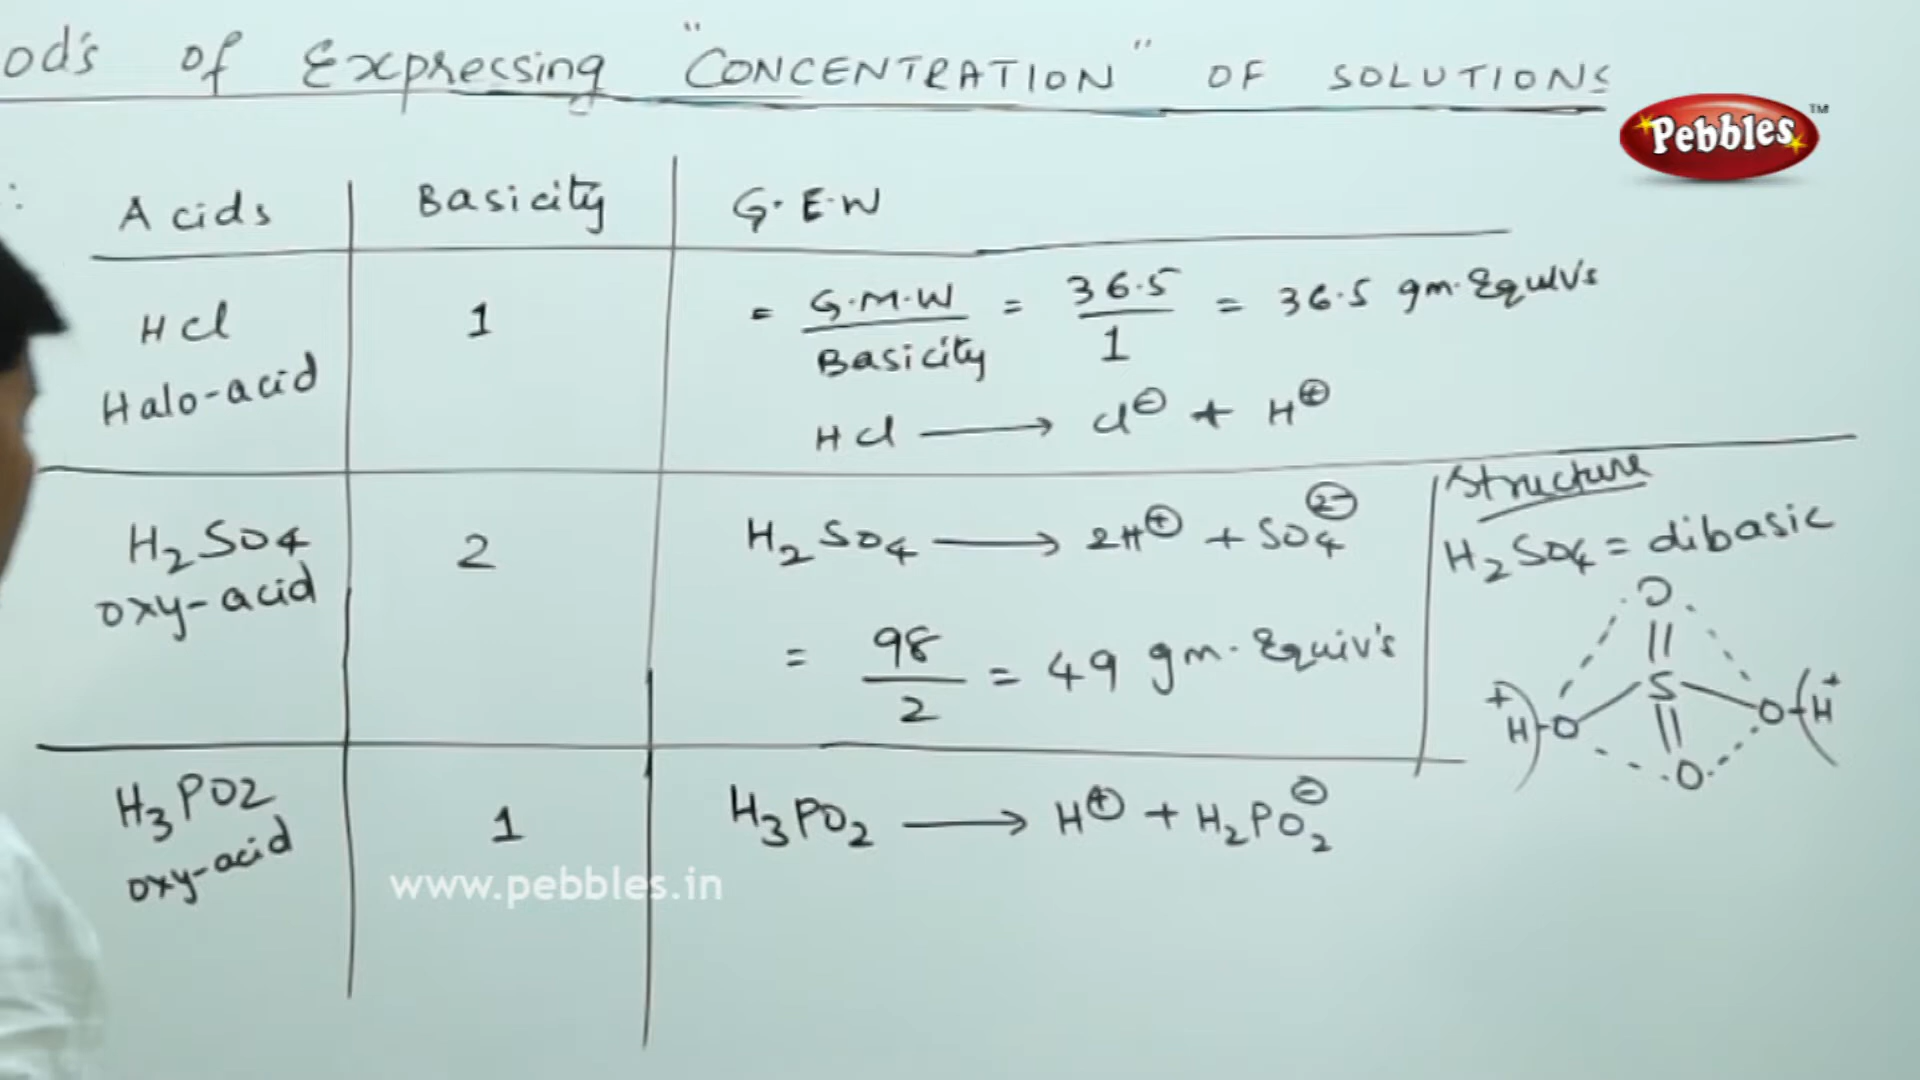 od's of Expressing "CONCENTRATION" OF SOLUTIONS
Pebbles TM
: Acids Basicity G.E.W
HCl 1 = G.M.W / Basicity = 36.5 / 1 = 36.5 gm.Equiv's
Halo-acid
HCl ⟶ Cl⊖ + H⊕
H₂SO₄ 2 H₂SO₄ ⟶ 2H⊕ + SO₄²⁻
oxy-acid
= 98 / 2 = 49 gm.Equiv's
Structure
H₂SO₄ = dibasic
O
||
S
+H-O O-H+
||
O
H₃PO₂ 1 H₃PO₂ ⟶ H⊕ + H₂PO₂⊖
oxy-acid
www.pebbles.in